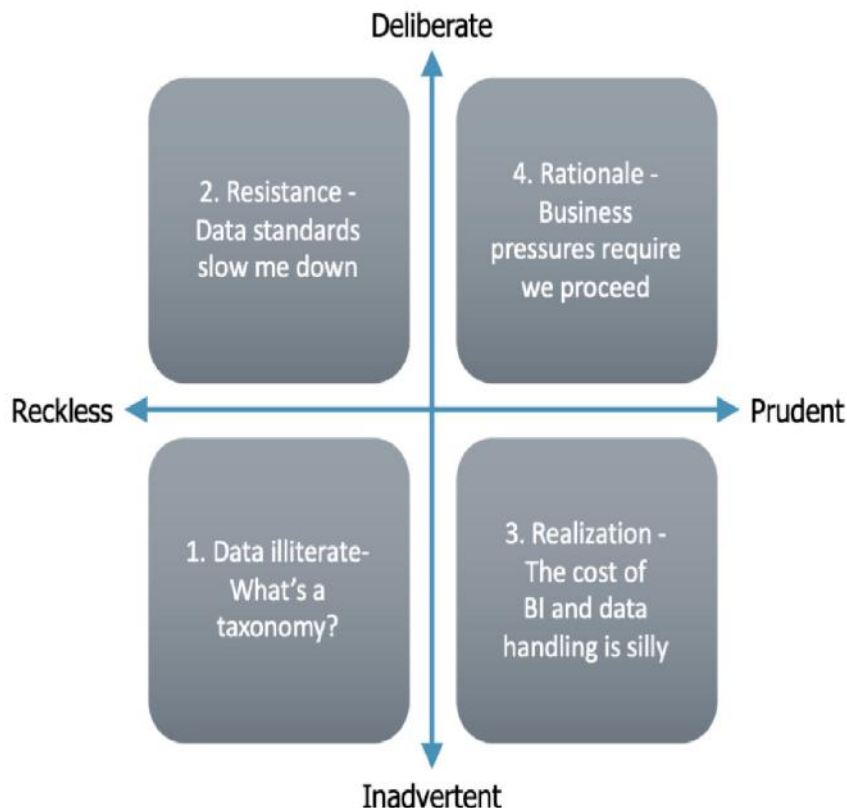 Deliberate
2. Resistance -
Data standards
slow me down
4. Rationale -
Business
pressures require
we proceed
Reckless
Prudent
1. Data illiterate-
What's a
taxonomy?
3. Realization -
The cost of
BI and data
handling is silly
Inadvertent